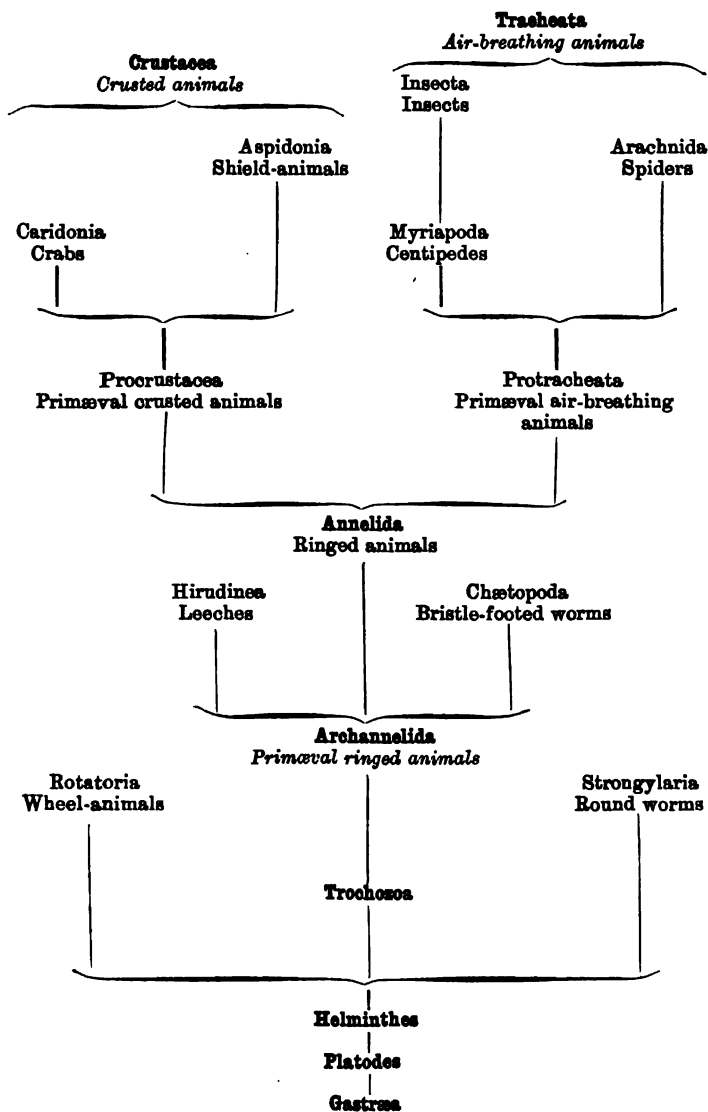 Tracheata
Air-breathing animals
Crustacea
Crusted animals
Insecta
Insects
Aspidonia
Shield-animals
Arachnida
Spiders
Caridonia
Crabs
Myriapoda
Centipedes
Procrustacea
Primæval crusted animals
Protracheata
Primæval air-breathing
animals
Annelida
Ringed animals
Hirudinea
Leeches
Chætopoda
Bristle-footed worms
Archannelida
Primæval ringed animals
Rotatoria
Wheel-animals
Strongylaria
Round worms
Trochozoa
Helminthes
Platodes
Gastræa